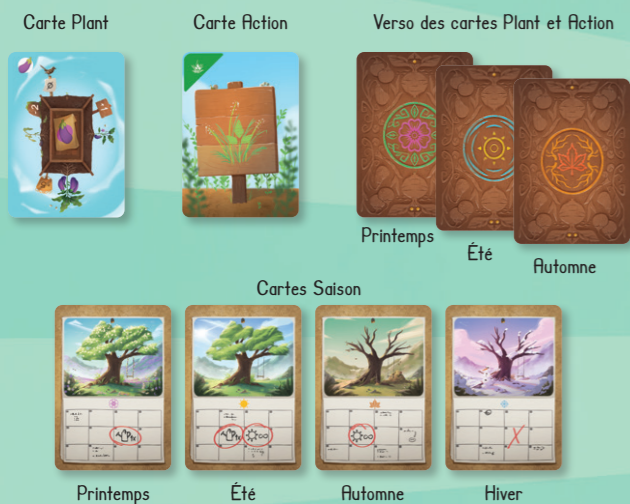 Carte Plant
Carte Action
Verso des cartes Plant et Action
Printemps
Été
Automne
Cartes Saison
Printemps
Été
Automne
Hiver